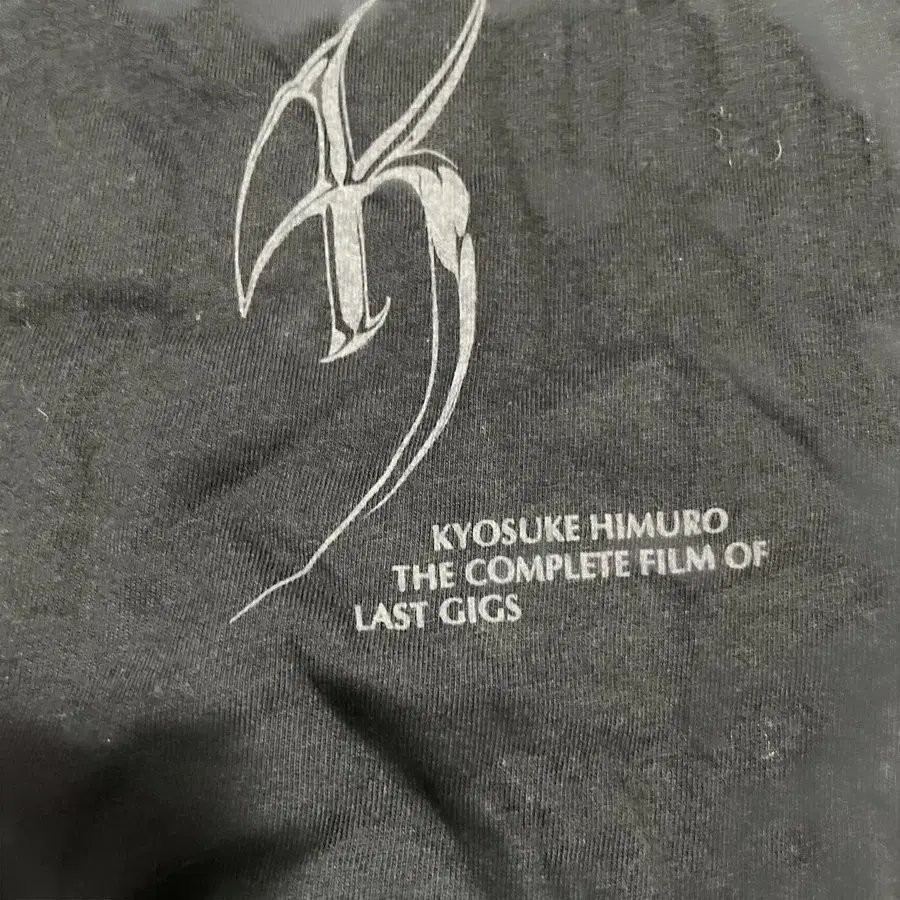 KYOSUKE HIMURO
THE COMPLETE FILM OF
LAST GIGS